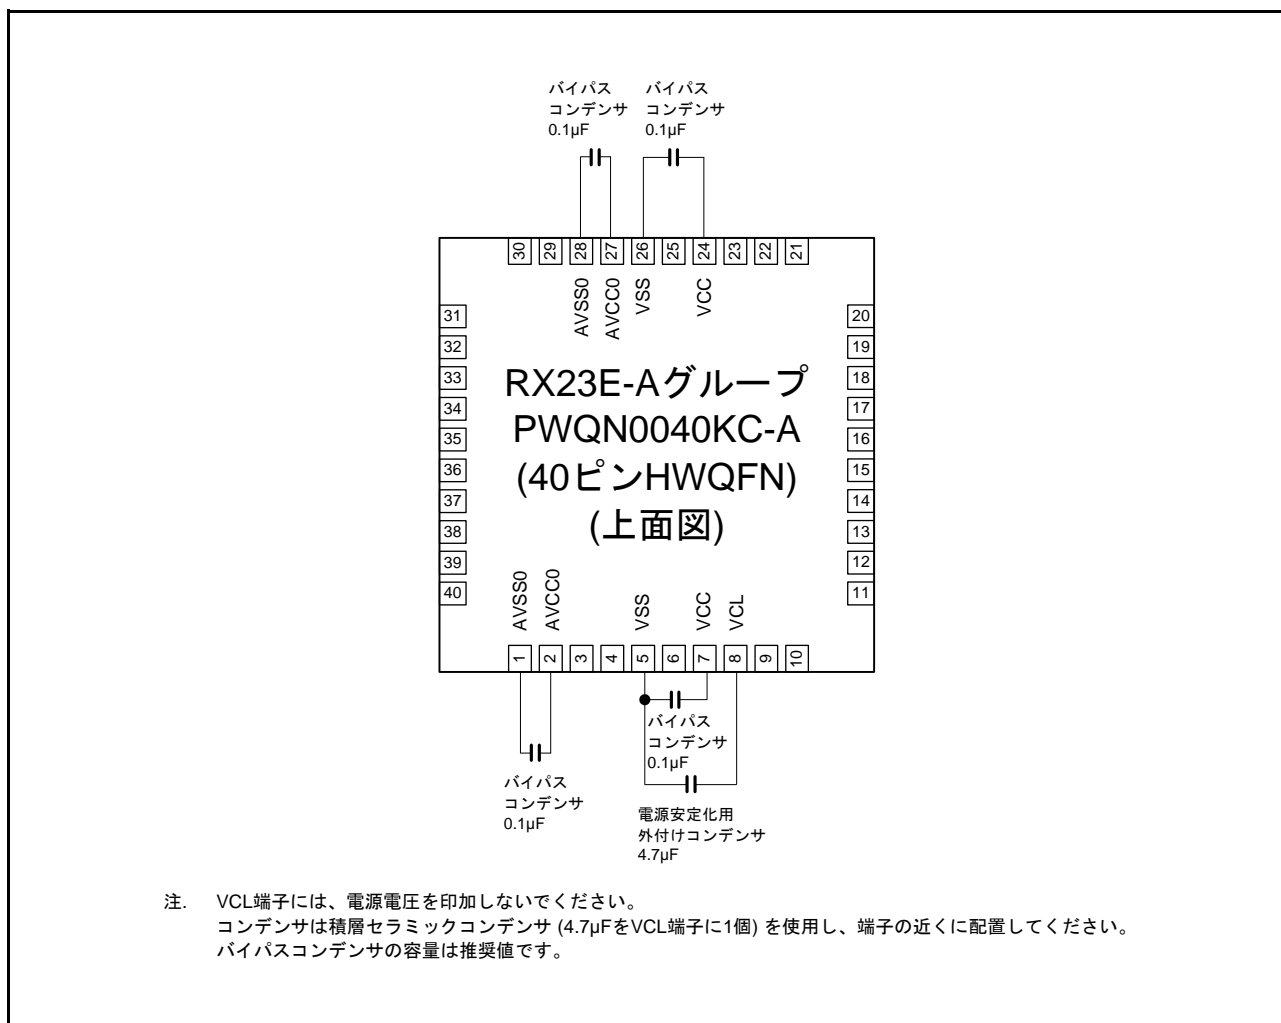 バイパス
コンデンサ
0.1µF
バイパス
コンデンサ
0.1µF
30
29
28
27
26
25
24
23
22
21
AVSS0
AVCC0
VSS
VCC
31
32
33
34
35
36
37
38
39
40
20
19
18
17
16
15
14
13
12
11
RX23E-Aグループ
PWQN0040KC-A
(40ピンHWQFN)
(上面図)
AVSS0
AVCC0
VSS
VCC
VCL
1
2
3
4
5
6
7
8
9
10
バイパス
コンデンサ
0.1µF
バイパス
コンデンサ
0.1µF
電源安定化用
外付けコンデンサ
4.7µF
注. VCL端子には、電源電圧を印加しないでください。
コンデンサは積層セラミックコンデンサ (4.7µFをVCL端子に1個) を使用し、端子の近くに配置してください。
バイパスコンデンサの容量は推奨値です。